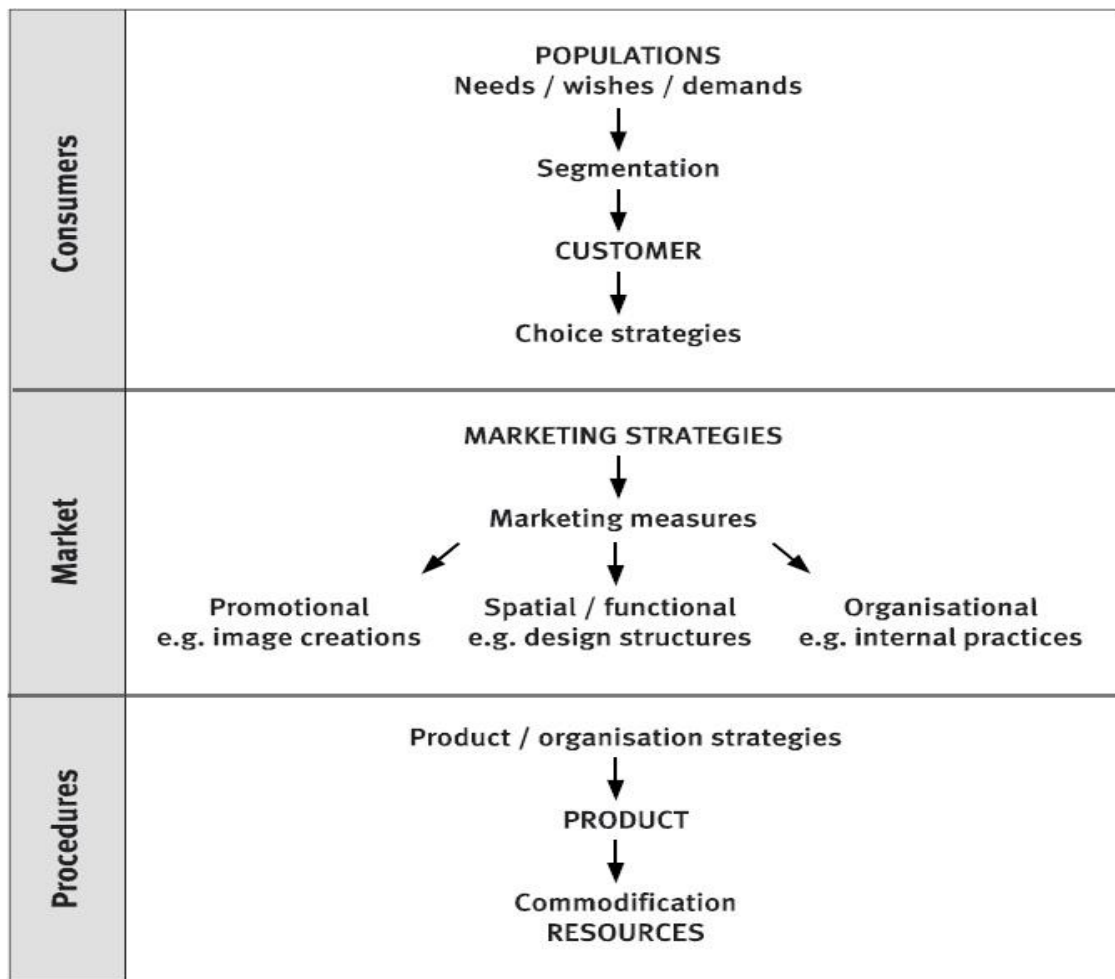 Consumers
POPULATIONS
Needs / wishes / demands
Segmentation
CUSTOMER
Choice strategies
Market
MARKETING STRATEGIES
Marketing measures
Promotional
e.g. image creations
Spatial / functional
e.g. design structures
Organisational
e.g. internal practices
Procedures
Product / organisation strategies
PRODUCT
Commodification
RESOURCES